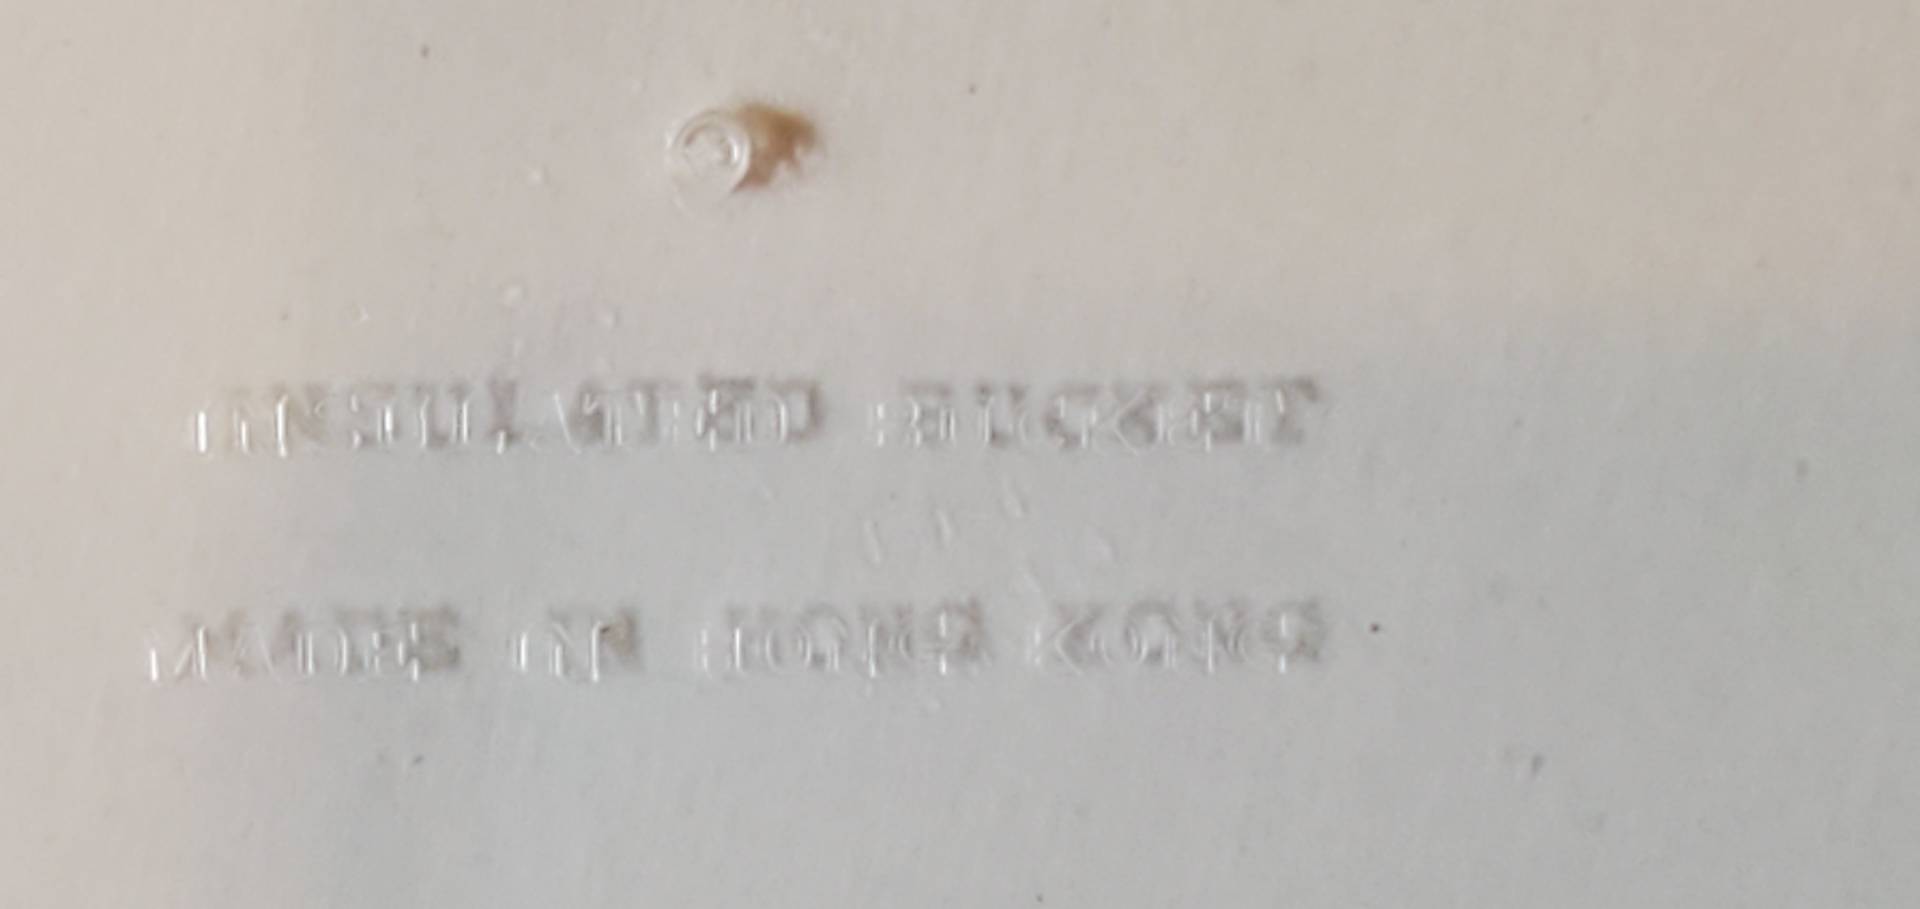 INSULATED BUCKET
MADE IN HONG KONG